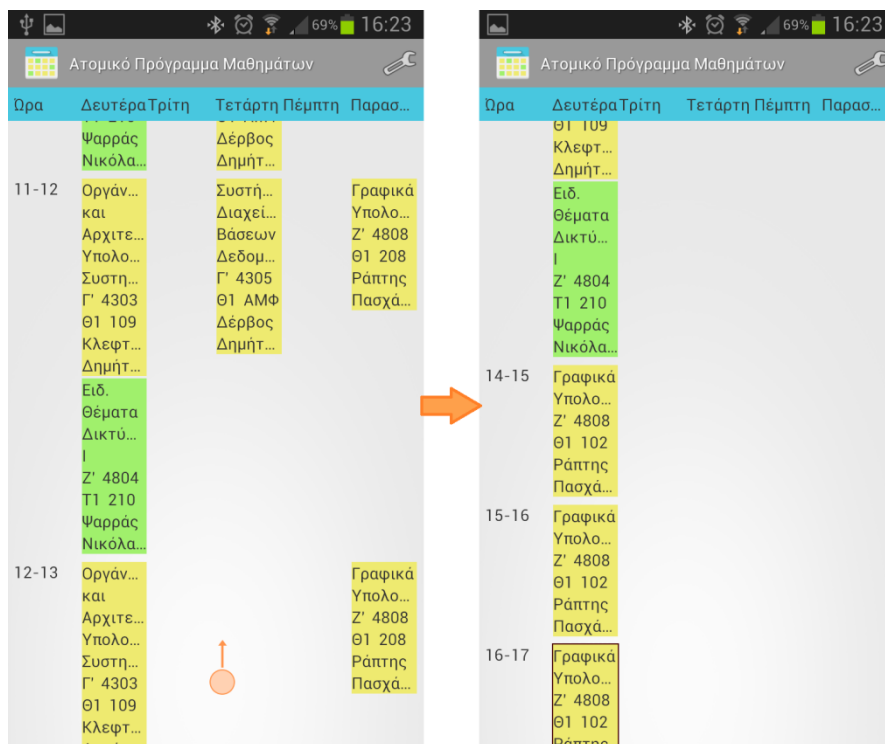 69% 16:23
Ατομικό Πρόγραμμα Μαθημάτων
Ώρα Δευτέρα Τρίτη Τετάρτη Πέμπτη Παρασ...
Ψαρράς
Νικόλα...
Δέρβος
Δημήτ...
11-12
Οργάν...
και
Αρχιτε...
Υπολο...
Συστη...
Γ' 4303
Θ1 109
Κλεφτ...
Δημήτ...
Ειδ.
Θέματα
Δικτύ...
Ι
Ζ' 4804
Τ1 210
Ψαρράς
Νικόλα...
Συστή...
Διαχεί...
Βάσεων
Δεδομ...
Γ' 4305
Θ1 ΑΜΦ
Δέρβος
Δημήτ...
Γραφικά
Υπολο...
Ζ' 4808
Θ1 208
Ράπτης
Πασχά...
12-13
Οργάν...
και
Αρχιτε...
Υπολο...
Συστη...
Γ' 4303
Θ1 109
Κλεφτ...
Γραφικά
Υπολο...
Ζ' 4808
Θ1 208
Ράπτης
Πασχά...
69% 16:23
Ατομικό Πρόγραμμα Μαθημάτων
Ώρα Δευτέρα Τρίτη Τετάρτη Πέμπτη Παρασ...
Θ1 109
Κλεφτ...
Δημήτ...
Ειδ.
Θέματα
Δικτύ...
Ι
Ζ' 4804
Τ1 210
Ψαρράς
Νικόλα...
14-15
Γραφικά
Υπολο...
Ζ' 4808
Θ1 102
Ράπτης
Πασχά...
15-16
Γραφικά
Υπολο...
Ζ' 4808
Θ1 102
Ράπτης
Πασχά...
16-17
Γραφικά
Υπολο...
Ζ' 4808
Θ1 102
Ράπτης